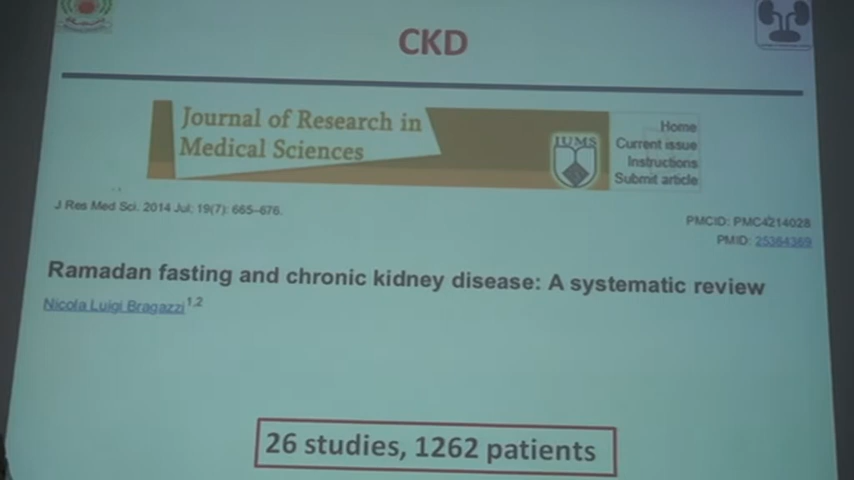 CKD
Journal of Research in
Medical Sciences
IUMS
Home
Current issue
Instructions
Submit article
J Res Med Sci. 2014 Jul; 19(7): 665–676.
PMCID: PMC4214028
PMID: 25364369
Ramadan fasting and chronic kidney disease: A systematic review
Nicola Luigi Bragazzi1,2
26 studies, 1262 patients